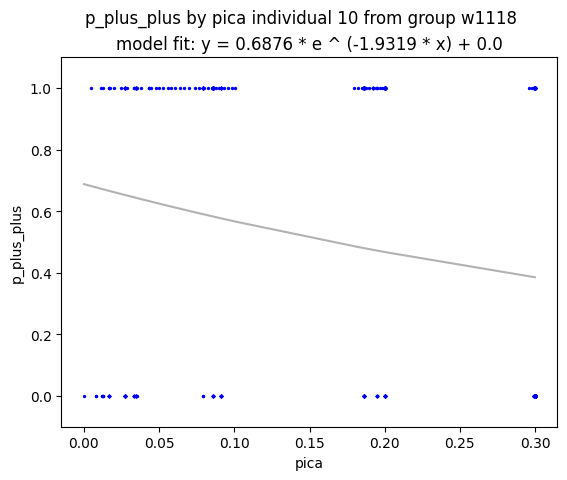 p_plus_plus by pica individual 10 from group w1118
model fit: y = 0.6876 * e ^ (-1.9319 * x) + 0.0
1.0
0.8
0.6
0.4
0.2
0.0
p_plus_plus
0.00 0.05 0.10 0.15 0.20 0.25 0.30
pica